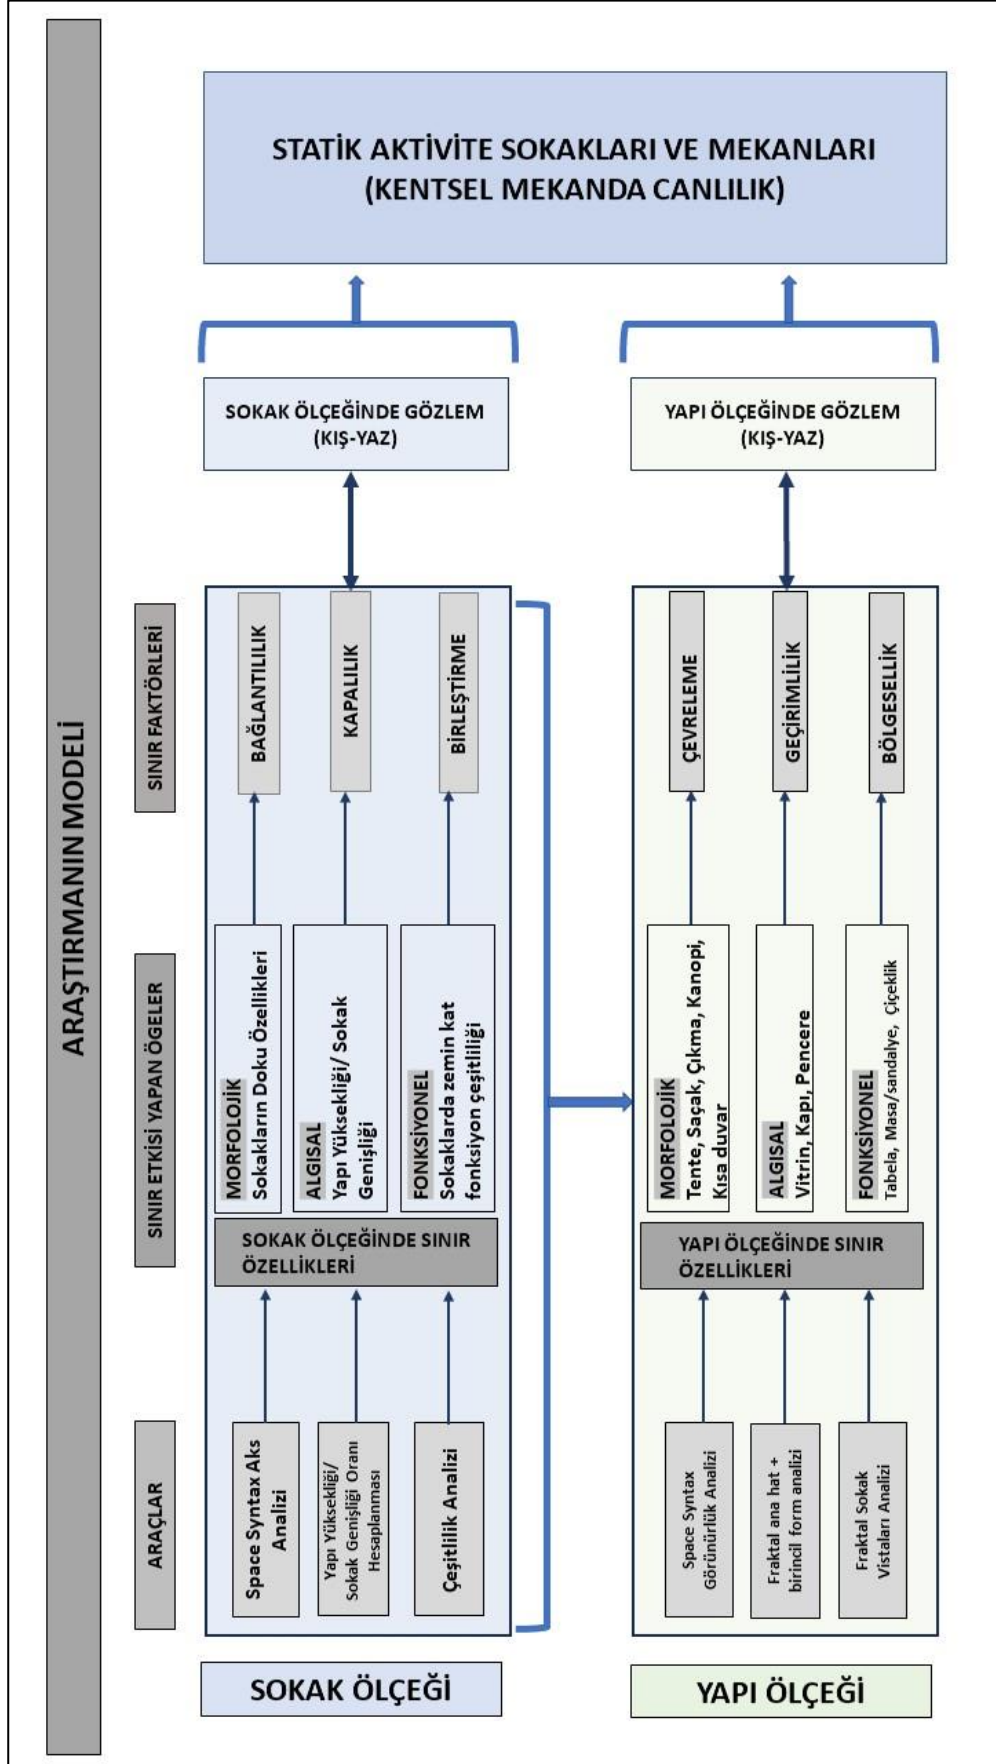 ARAŞTIRMANIN MODELİ
ARAÇLAR
SINIR ETKİSİ YAPAN ÖGELER
SINIR FAKTÖRLERİ
STATİK AKTİVİTE SOKAKLARI VE MEKANLARI
(KENTSEL MEKANDA CANLILIK)
SOKAK ÖLÇEĞİNDE GÖZLEM
(KIŞ-YAZ)
YAPI ÖLÇEĞİNDE GÖZLEM
(KIŞ-YAZ)
SOKAK ÖLÇEĞİ
Space Syntax Aks
Analizi
Yapı Yüksekliği/
Sokak Genişliği Oranı
Hesaplanması
Çeşitlilik Analizi
SOKAK ÖLÇEĞİNDE SINIR
ÖZELLİKLERİ
MORFOLOJİK
Sokakların Doku Özellikleri
ALGISAL
Yapı Yüksekliği/ Sokak
Genişliği
FONKSİYONEL
Sokaklarda zemin kat
fonksiyon çeşitliliği
BAĞLANTILILIK
KAPALILIK
BİRLEŞTİRME
YAPI ÖLÇEĞİ
Space Syntax
Görünürlük Analizi
Fraktal ana hat +
birincil form analizi
Fraktal Sokak
Vistaları Analizi
YAPI ÖLÇEĞİNDE SINIR
ÖZELLİKLERİ
MORFOLOJİK
Tente, Saçak, Çıkma, Kanopi,
Kısa duvar
ALGISAL
Vitrin, Kapı, Pencere
FONKSİYONEL
Tabela, Masa/sandalye, Çiçeklik
ÇEVRELEME
GEÇİRİMLİLİK
BÖLGESELLİK